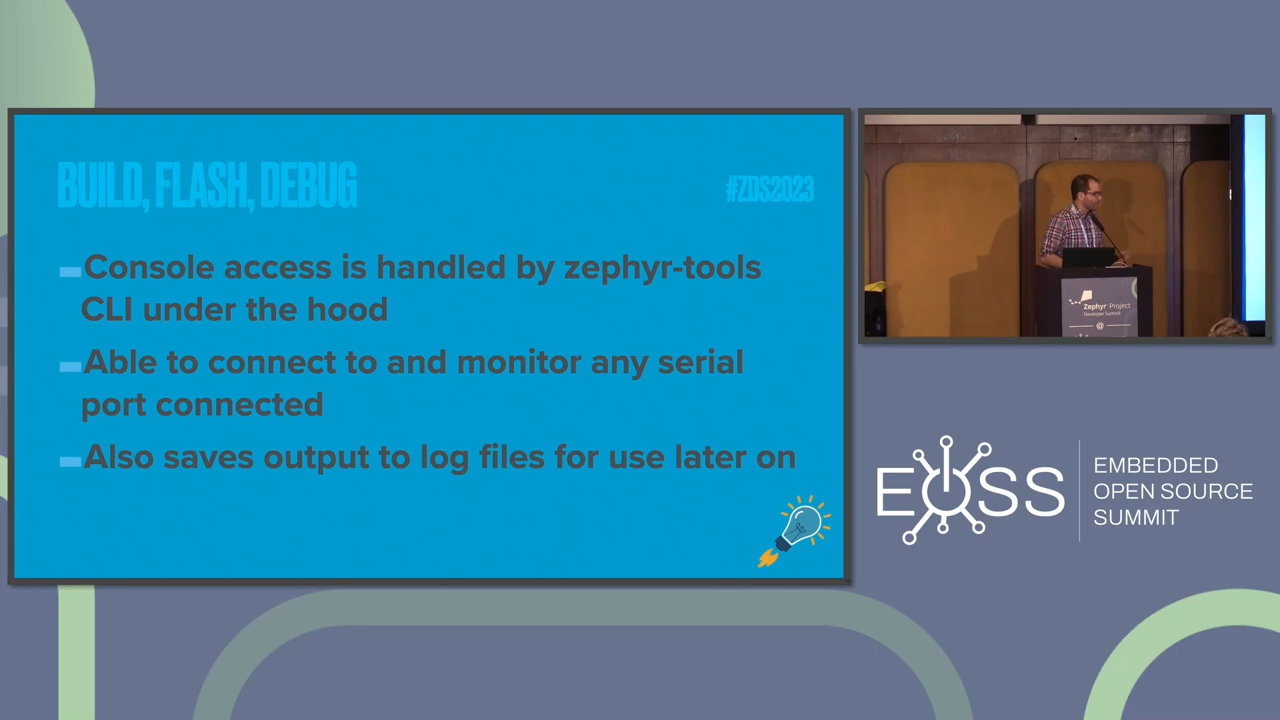 BUILD, FLASH, DEBUG
#ZDS2023
Console access is handled by zephyr-tools
CLI under the hood
Able to connect to and monitor any serial
port connected
Also saves output to log files for use later on
Zephyr® Project
Developer Summit
@
EOSS
EMBEDDED
OPEN SOURCE
SUMMIT